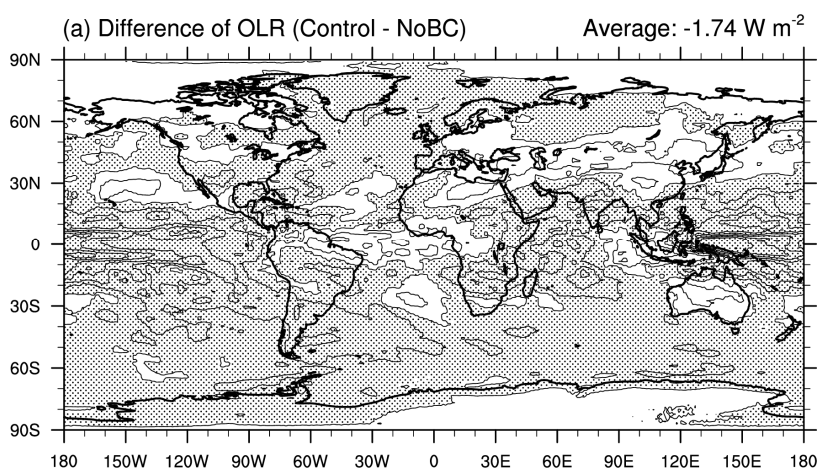 (a) Difference of OLR (Control - NoBC) Average: -1.74 W m-2
90N
60N
30N
0
30S
60S
90S
180 150W 120W 90W 60W 30W 0 30E 60E 90E 120E 150E 180